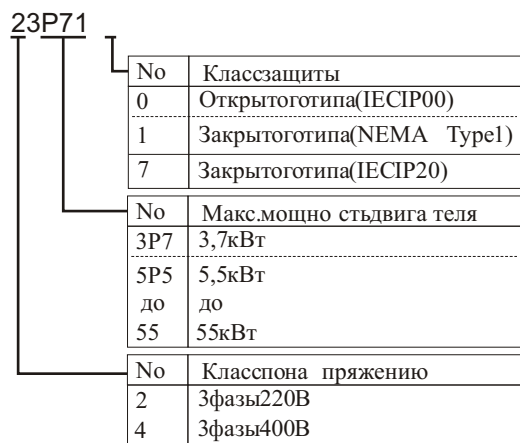 23P71
No Классзащиты
0 Открытоготипа(IECIP00)
1 Закрытоготипа(NEMA Type1)
7 Закрытоготипа(IECIP20)
No Макс.мощно стьдвига теля
3P7 3,7кВт
5P5 5,5кВт
до до
55 55кВт
No Класспона пряжению
2 3фазы220В
4 3фазы400В